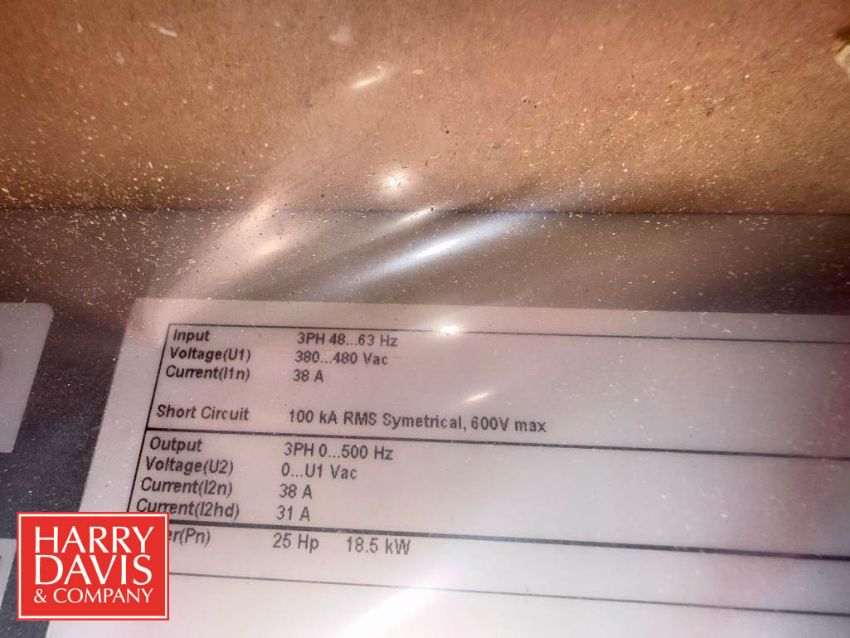 Input 3PH 48...63 Hz
Voltage(U1) 380...480 Vac
Current(I1n) 38 A
Short Circuit 100 kA RMS Symetrical, 600V max
Output 3PH 0...500 Hz
Voltage(U2) 0...U1 Vac
Current(I2n) 38 A
Current(I2hd) 31 A
er(Pn) 25 Hp 18.5 kW
HARRY
DAVIS
& COMPANY